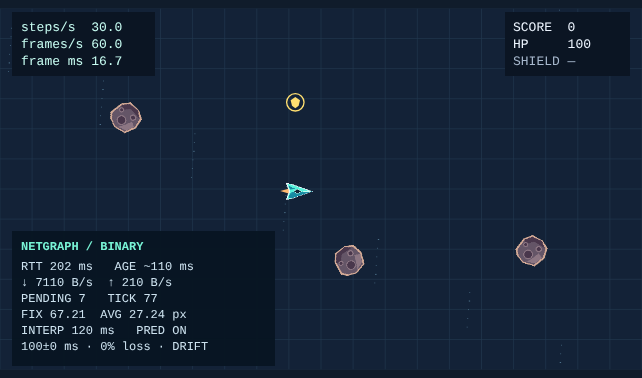 steps/s 30.0
frames/s 60.0
frame ms 16.7
SCORE 0
HP 100
SHIELD —
NETGRAPH / BINARY
RTT 202 ms AGE ~110 ms
↓ 7110 B/s ↑ 210 B/s
PENDING 7 TICK 77
FIX 67.21 AVG 27.24 px
INTERP 120 ms PRED ON
100±0 ms · 0% loss · DRIFT